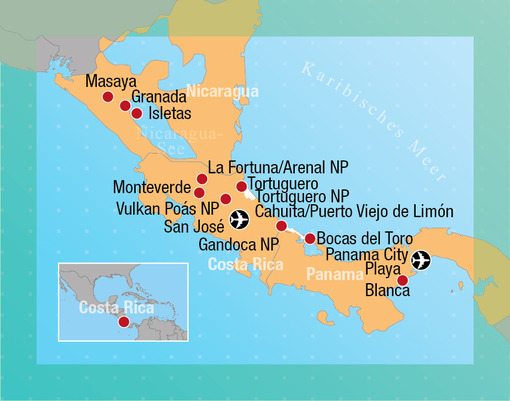 Karibisches Meer
Masaya
Granada
Isletas
Nicaragua
Nicaragua-
See
La Fortuna/Arenal NP
Monteverde
Tortuguero
Tortuguero NP
Vulkan Poás NP
Cahuita/Puerto Viejo de Limón
San José
Gandoca NP
Bocas del Toro
Panama City
Costa Rica
Panama
Playa
Blanca
Costa Rica